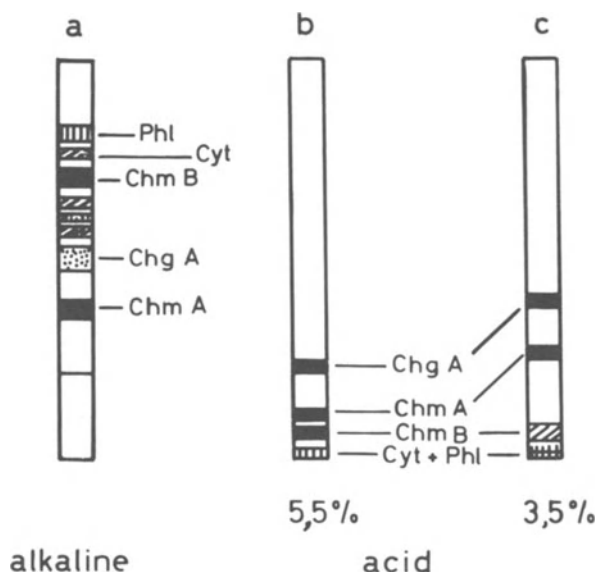 a
b
c
Phl
Cyt
Chm B
Chg A
Chm A
Chg A
Chm A
Chm B
Cyt + Phl
5,5%
3,5%
alkaline
acid